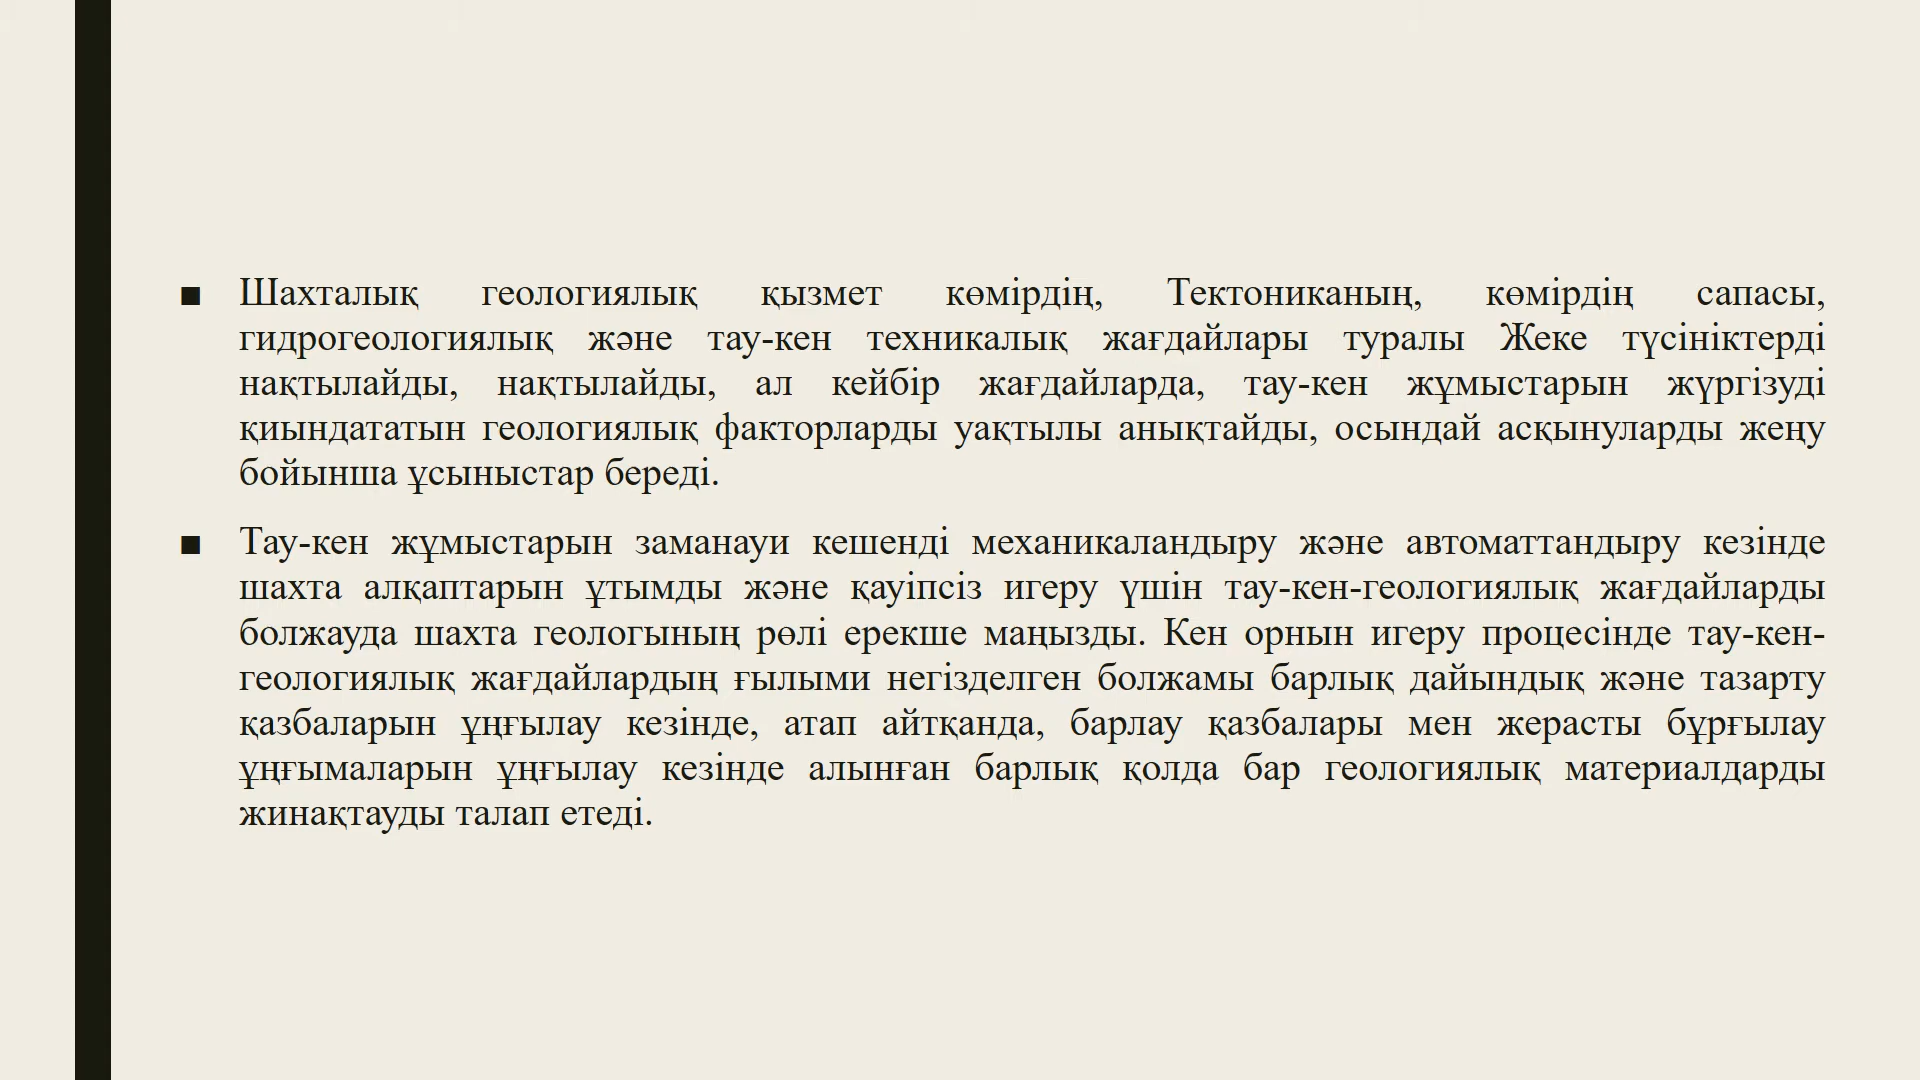 ■ Шахталық геологиялық қызмет көмірдің, Тектониканың, көмірдің сапасы,
гидрогеологиялық және тау-кен техникалық жағдайлары туралы Жеке түсініктерді
нақтылайды, нақтылайды, ал кейбір жағдайларда, тау-кен жұмыстарын жүргізуді
қиындататын геологиялық факторларды уақтылы анықтайды, осындай асқынуларды жеңу
бойынша ұсыныстар береді.
■ Тау-кен жұмыстарын заманауи кешенді механикаландыру және автоматтандыру кезінде
шахта алқаптарын ұтымды және қауіпсіз игеру үшін тау-кен-геологиялық жағдайларды
болжауда шахта геологының рөлі ерекше маңызды. Кен орнын игеру процесінде тау-кен-
геологиялық жағдайлардың ғылыми негізделген болжамы барлық дайындық және тазарту
қазбаларын ұңғылау кезінде, атап айтқанда, барлау қазбалары мен жерасты бұрғылау
ұңғымаларын ұңғылау кезінде алынған барлық қолда бар геологиялық материалдарды
жинақтауды талап етеді.